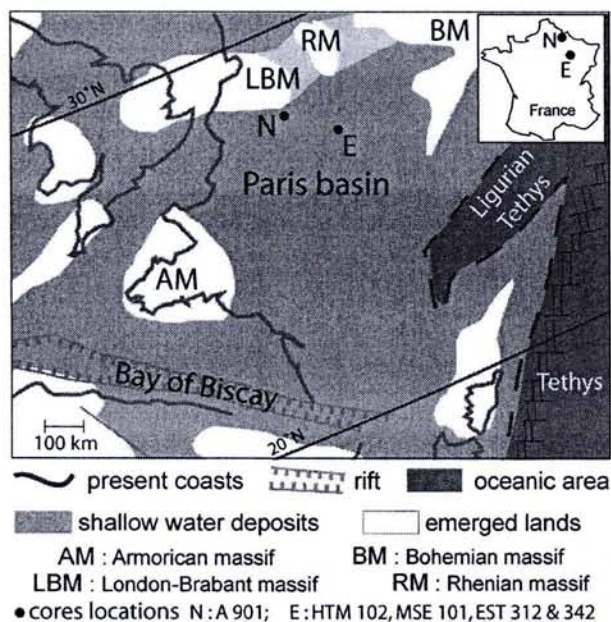 RM
BM
N
E
France
LBM
30°N
N
E
Paris basin
Ligurian
Tethys
AM
Bay of Biscay
Tethys
100 km
20°N
present coasts rift oceanic area
shallow water deposits emerged lands
AM : Armorican massif BM : Bohemian massif
LBM : London-Brabant massif RM : Rhenian massif
• cores locations N : A 901; E : HTM 102, MSE 101, EST 312 & 342